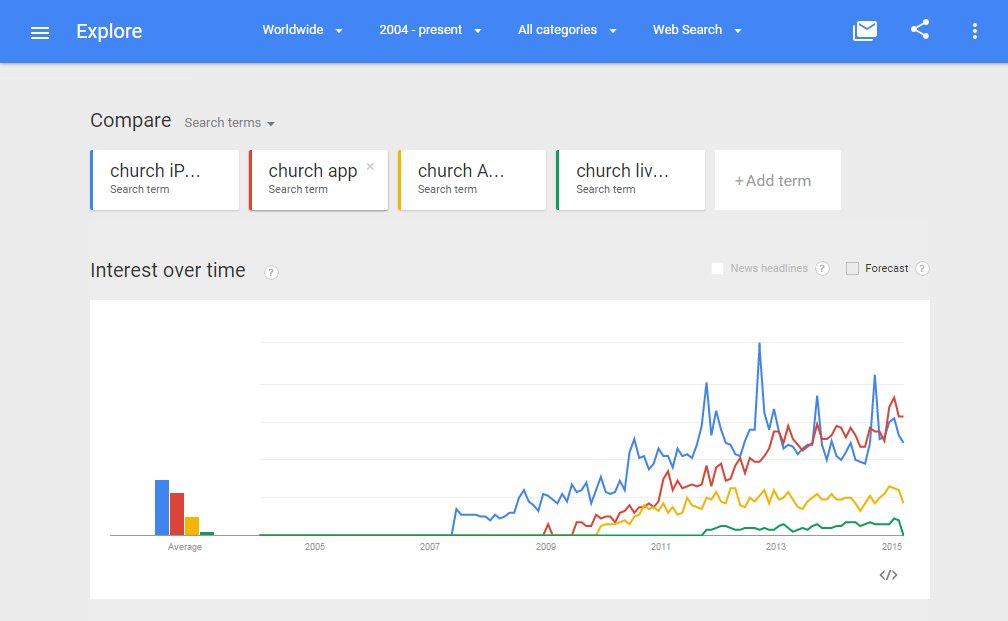 Explore Worldwide 2004 - present All categories Web Search
Compare Search terms
church iP... church app × church A... church liv... +Add term
Search term Search term Search term Search term
Interest over time ? News headlines ? Forecast ?
Average 2005 2007 2009 2011 2013 2015
</>